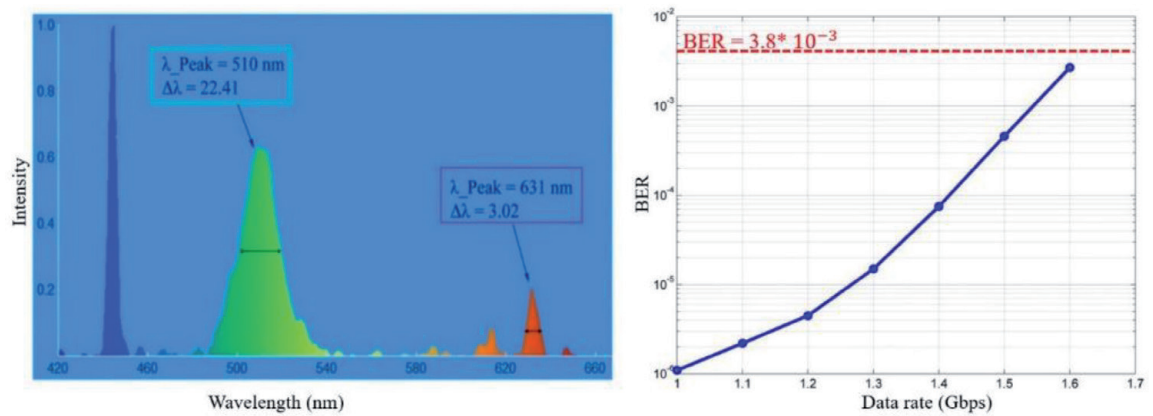 1.0
0.8
0.6
0.4
0.2
420 460 500 540 580 620 660
Intensity
Wavelength (nm)
λ_Peak = 510 nm
Δλ = 22.41
λ_Peak = 631 nm
Δλ = 3.02
BER = 3.8* 10⁻³
10⁻²
10⁻³
10⁻⁴
10⁻⁵
1 1.1 1.2 1.3 1.4 1.5 1.6 1.7
BER
Data rate (Gbps)